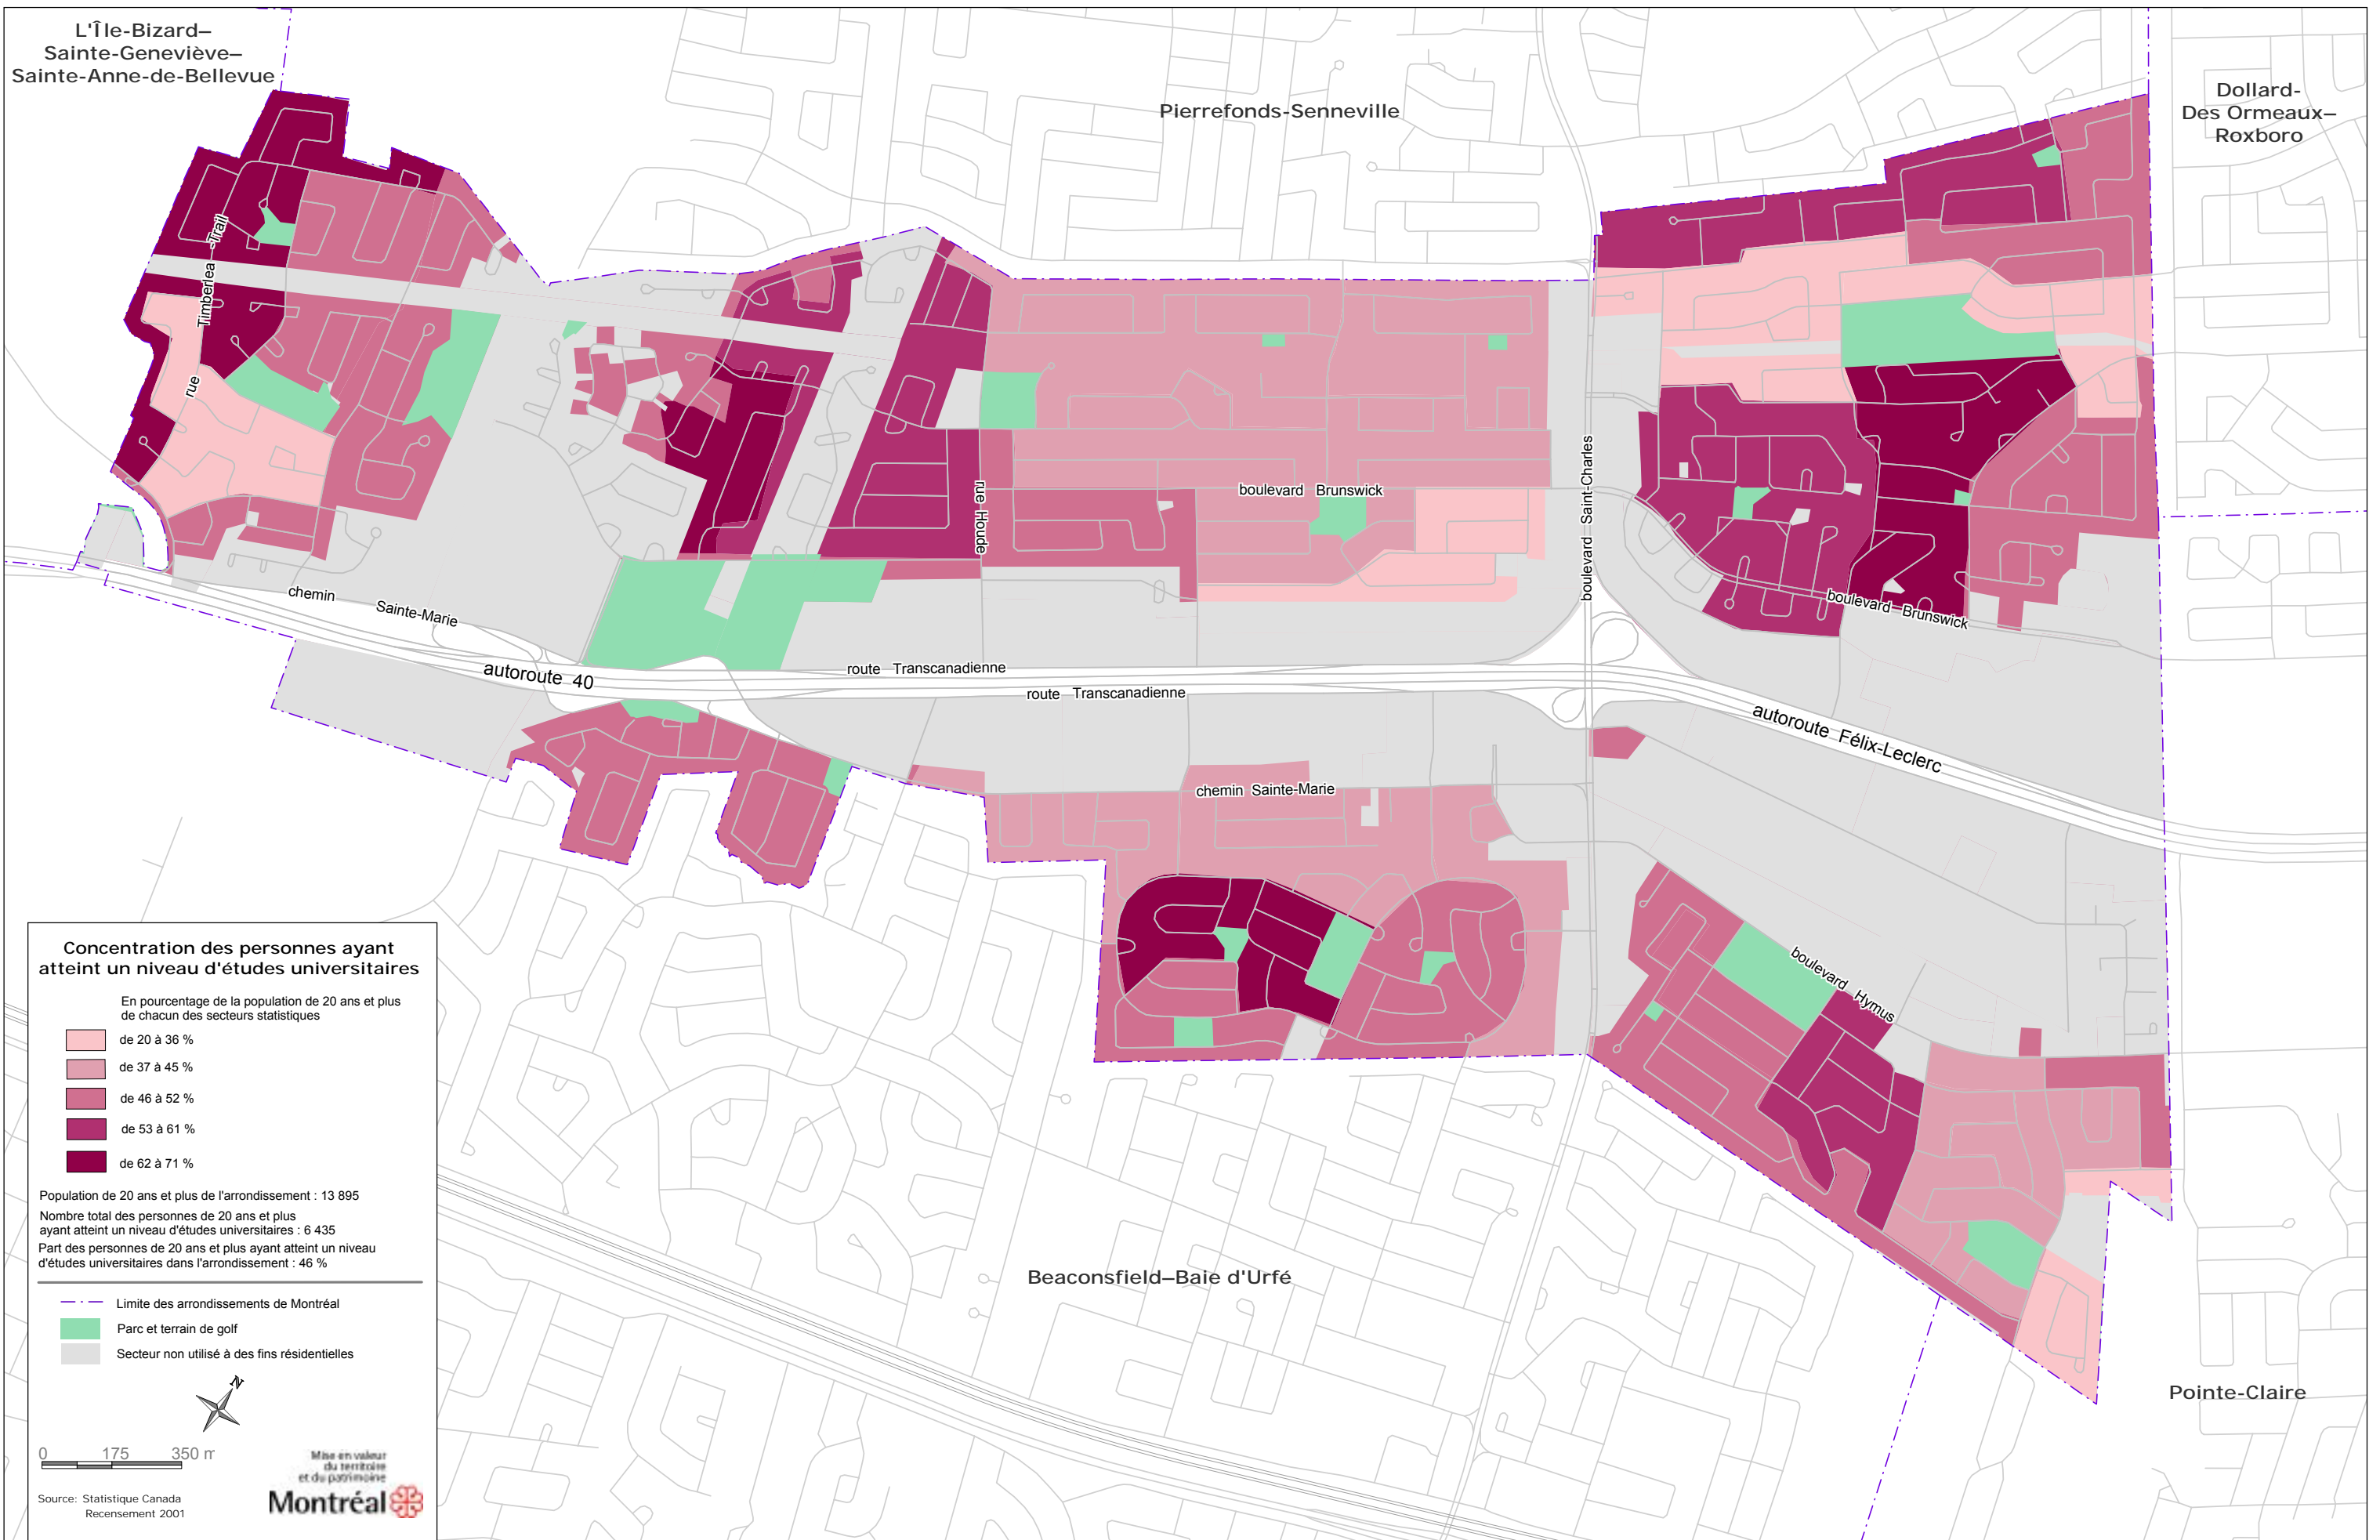 L'Île-Bizard–
Sainte-Geneviève–
Sainte-Anne-de-Bellevue
Pierrefonds-Senneville
Dollard-
Des Ormeaux–
Roxboro
rue Timberlea -Trail
rue Houde
boulevard Brunswick
boulevard Saint-Charles
boulevard Brunswick
chemin Sainte-Marie
autoroute 40
route Transcanadienne
route Transcanadienne
autoroute Félix-Leclerc
chemin Sainte-Marie
boulevard Hymus
Beaconsfield–Baie d'Urfé
Pointe-Claire
Concentration des personnes ayant
atteint un niveau d'études universitaires
En pourcentage de la population de 20 ans et plus
de chacun des secteurs statistiques
de 20 à 36 %
de 37 à 45 %
de 46 à 52 %
de 53 à 61 %
de 62 à 71 %
Population de 20 ans et plus de l'arrondissement : 13 895
Nombre total des personnes de 20 ans et plus
ayant atteint un niveau d'études universitaires : 6 435
Part des personnes de 20 ans et plus ayant atteint un niveau
d'études universitaires dans l'arrondissement : 46 %
Limite des arrondissements de Montréal
Parc et terrain de golf
Secteur non utilisé à des fins résidentielles
N
0 175 350 m
Mise en valeur
du territoire
et du patrimoine
Montréal
Source: Statistique Canada
Recensement 2001